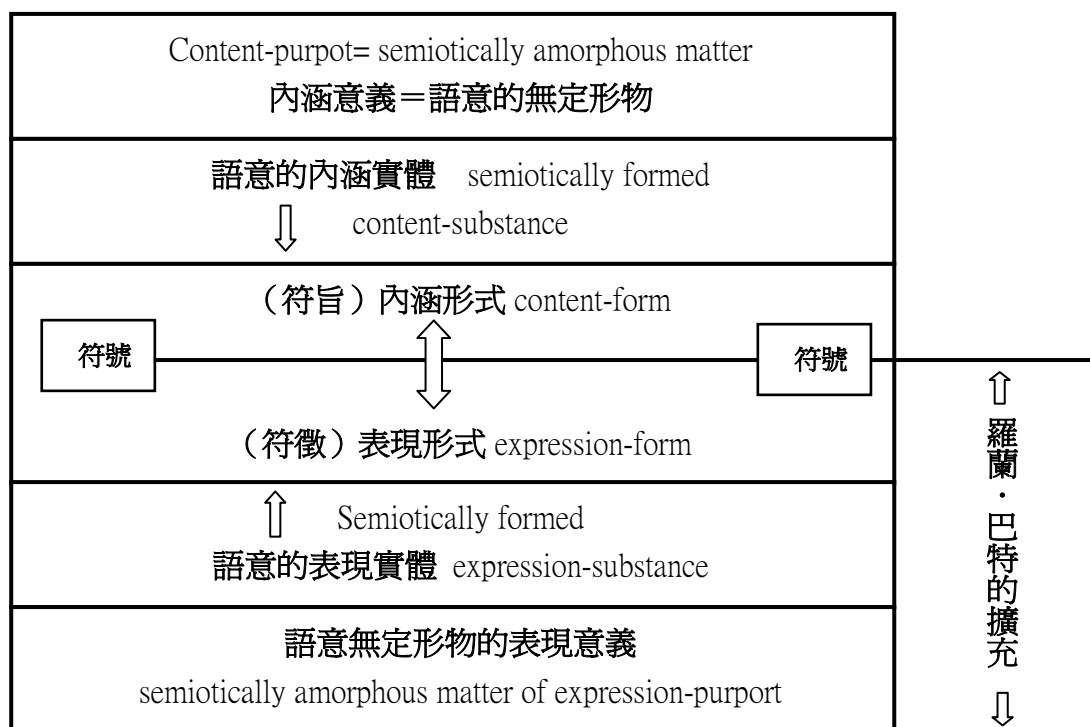 Content-purpot= semiotically amorphous matter
內涵意義＝語意的無定形物
語意的內涵實體 semiotically formed
content-substance
（符旨）內涵形式 content-form
符號
符號
（符徵）表現形式 expression-form
Semiotically formed
語意的表現實體 expression-substance
語意無定形物的表現意義
semiotically amorphous matter of expression-purport
羅蘭．巴特的擴充